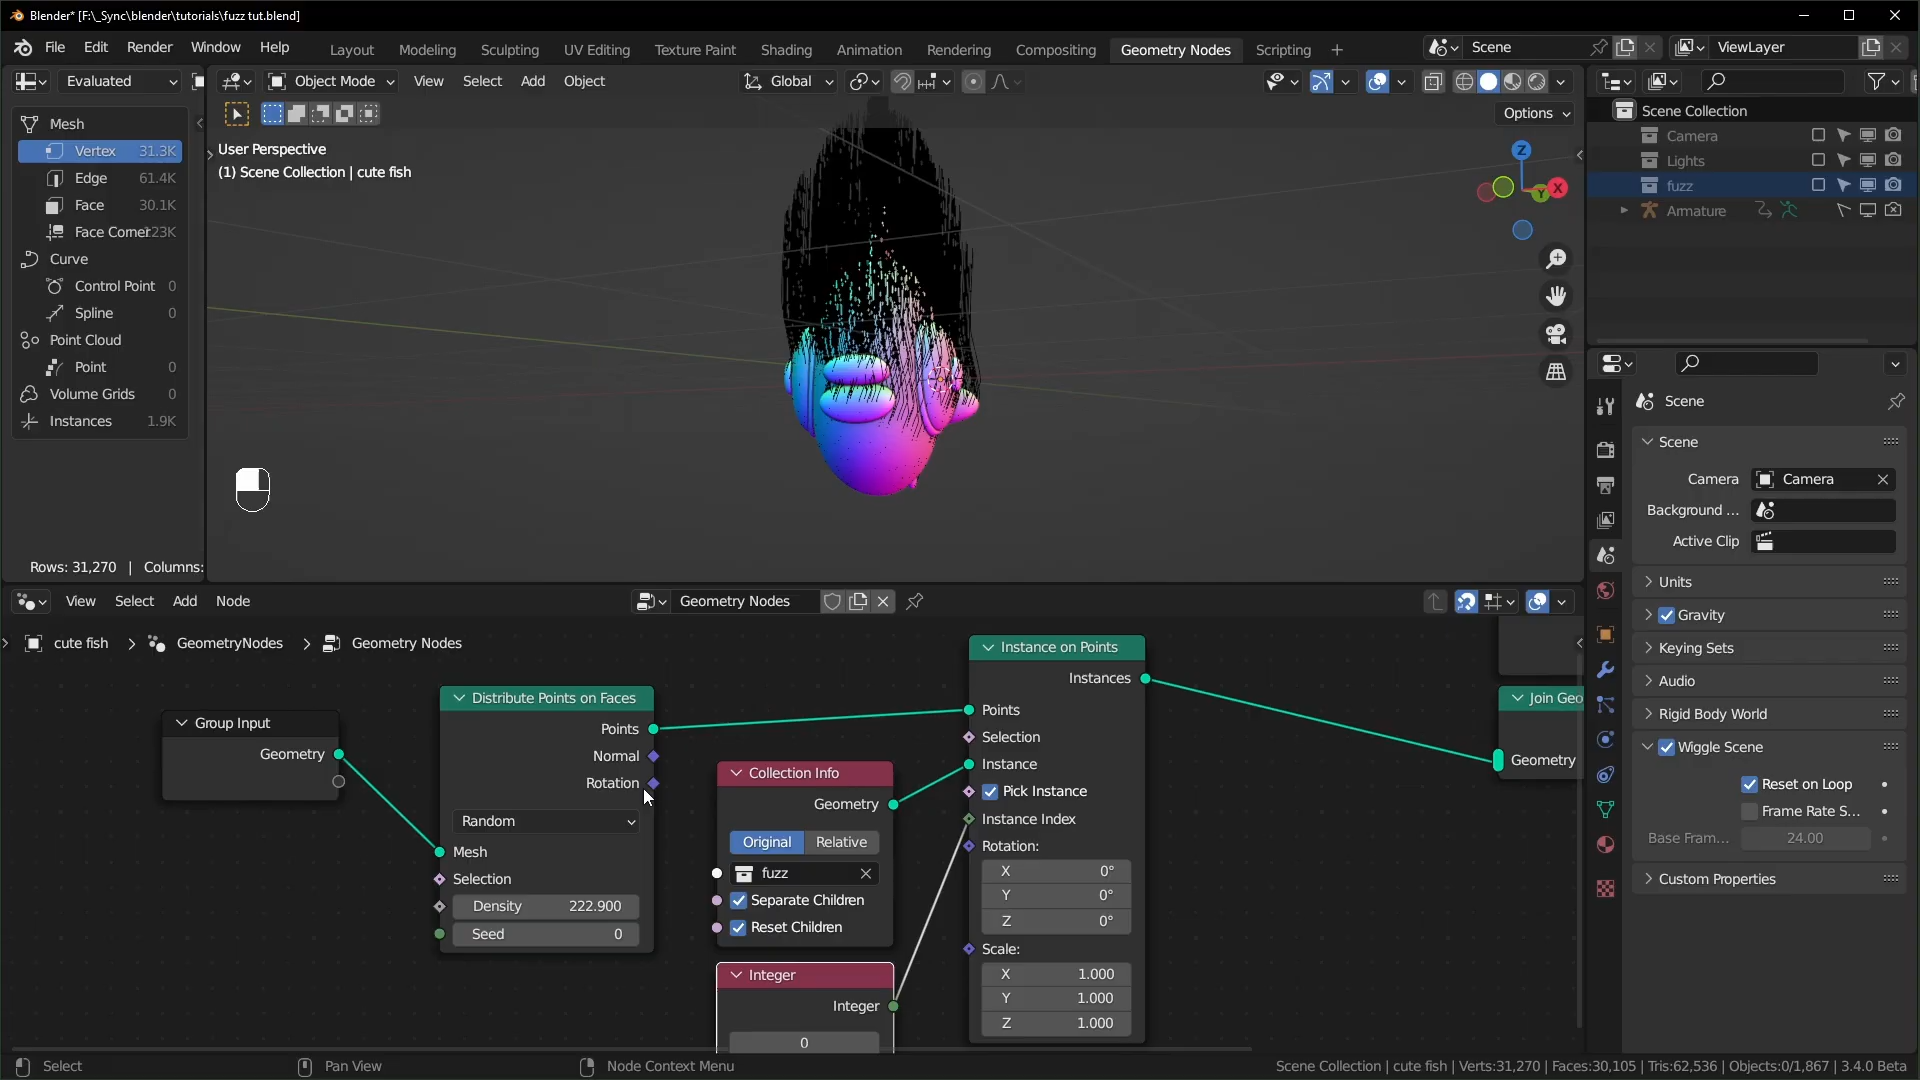 Blender* [F:\_Sync\blender\tutorials\fuzz tut.blend]
File Edit Render Window Help
Layout Modeling Sculpting UV Editing Texture Paint Shading Animation Rendering Compositing Geometry Nodes Scripting +
Scene
ViewLayer
Evaluated
Object Mode View Select Add Object
Global
Options
Mesh
Vertex 31.3K
Edge 61.4K
Face 30.1K
Face Corner 123K
Curve
Control Point 0
Spline 0
Point Cloud
Point 0
Volume Grids 0
Instances 1.9K
Rows: 31,270 | Columns:
User Perspective
(1) Scene Collection | cute fish
Z
X
Y
Scene Collection
Camera
Lights
fuzz
Armature
Scene
Scene
Camera Camera
Background ...
Active Clip
Units
Gravity
Keying Sets
Audio
Rigid Body World
Wiggle Scene
Reset on Loop
Frame Rate S...
Base Fram... 24.00
Custom Properties
View Select Add Node
Geometry Nodes
cute fish > GeometryNodes > Geometry Nodes
Group Input
Geometry
Distribute Points on Faces
Points
Normal
Rotation
Random
Mesh
Selection
Density 222.900
Seed 0
Collection Info
Geometry
Original Relative
fuzz
Separate Children
Reset Children
Integer
Integer
0
Instance on Points
Instances
Points
Selection
Instance
Pick Instance
Instance Index
Rotation:
X 0°
Y 0°
Z 0°
Scale:
X 1.000
Y 1.000
Z 1.000
Join Geo
Geometry
Select
Pan View
Node Context Menu
Scene Collection | cute fish | Verts:31,270 | Faces:30,105 | Tris:62,536 | Objects:0/1,867 | 3.4.0 Beta